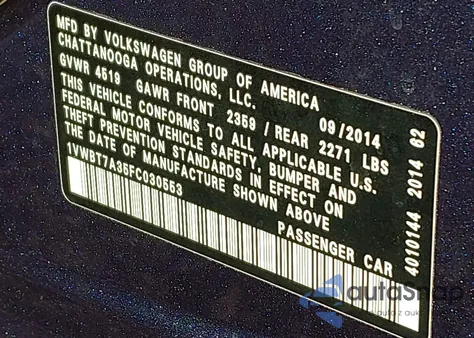 MFD BY VOLKSWAGEN GROUP OF AMERICA
CHATTANOOGA OPERATIONS, LLC.
09/2014
GVWR 4519 GAWR FRONT 2359 / REAR 2271 LBS
THIS VEHICLE CONFORMS TO ALL APPLICABLE U.S.
FEDERAL MOTOR VEHICLE SAFETY, BUMPER AND
THEFT PREVENTION STANDARDS IN EFFECT ON
THE DATE OF MANUFACTURE SHOWN ABOVE
1VWBT7A35FC030553
PASSENGER CAR
4010144 2014 62
autoSnap